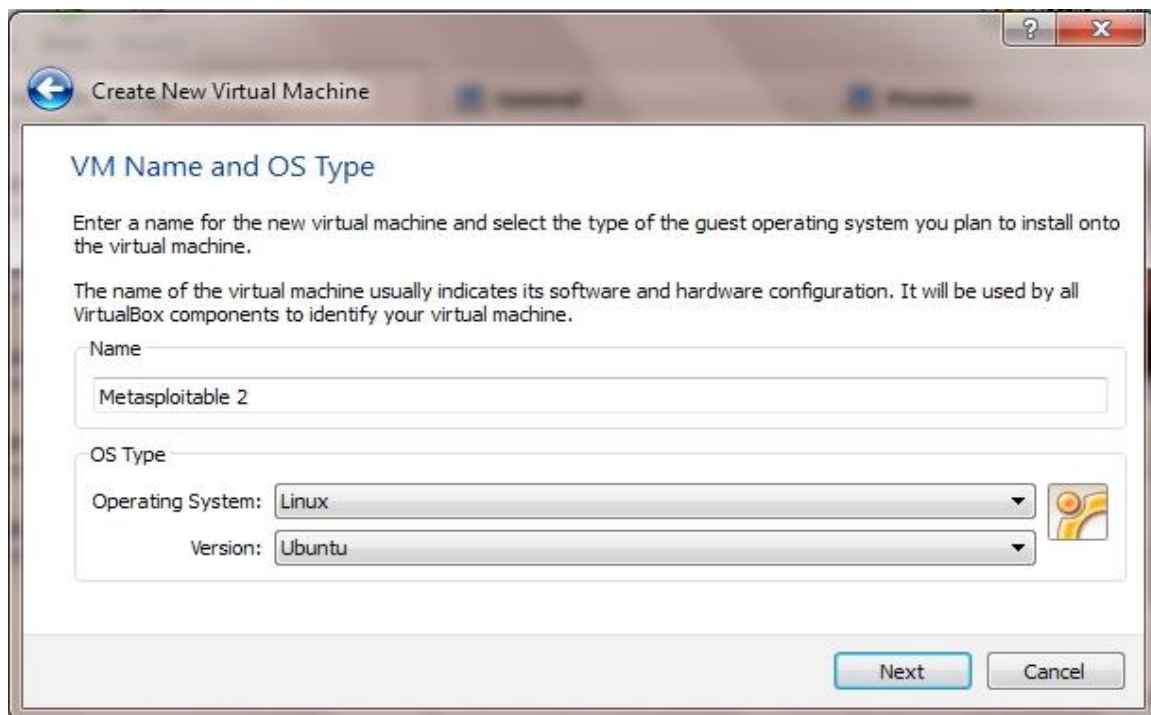 Create New Virtual Machine
VM Name and OS Type
Enter a name for the new virtual machine and select the type of the guest operating system you plan to install onto
the virtual machine.
The name of the virtual machine usually indicates its software and hardware configuration. It will be used by all
VirtualBox components to identify your virtual machine.
Name
Metasploitable 2
OS Type
Operating System: Linux
Version: Ubuntu
Next Cancel